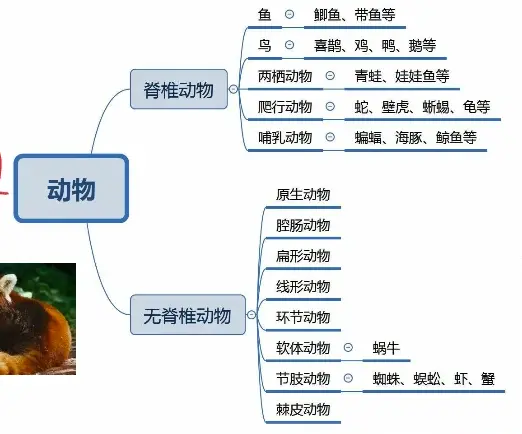 鱼 鲫鱼、带鱼等
鸟 喜鹊、鸡、鸭、鹅等
两栖动物 青蛙、娃娃鱼等
脊椎动物
爬行动物 蛇、壁虎、蜥蜴、龟等
哺乳动物 蝙蝠、海豚、鲸鱼等
动物
原生动物
腔肠动物
扁形动物
线形动物
无脊椎动物
环节动物
软体动物 蜗牛
节肢动物 蜘蛛、蜈蚣、虾、蟹
棘皮动物